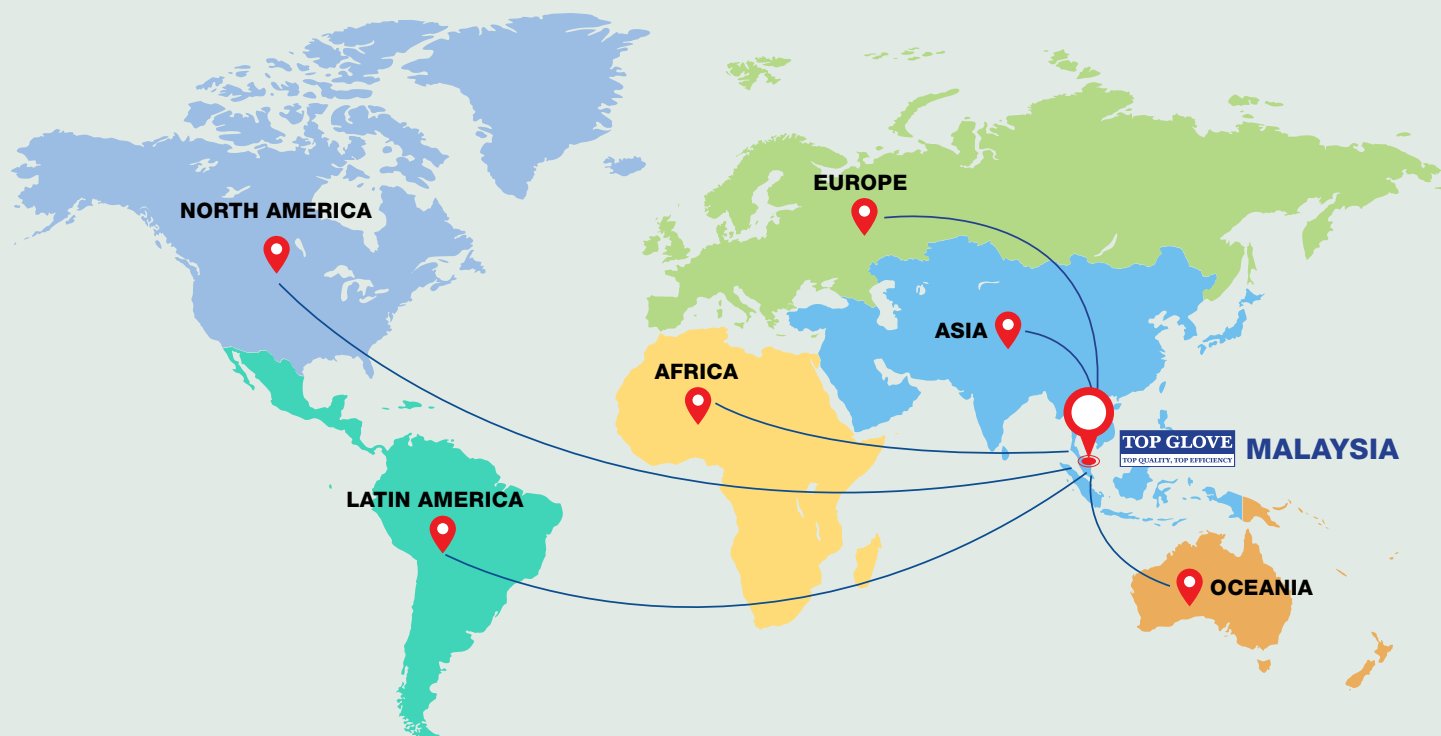 EUROPE
NORTH AMERICA
ASIA
AFRICA
TOP GLOVE
TOP QUALITY, TOP EFFICIENCY
MALAYSIA
LATIN AMERICA
OCEANIA